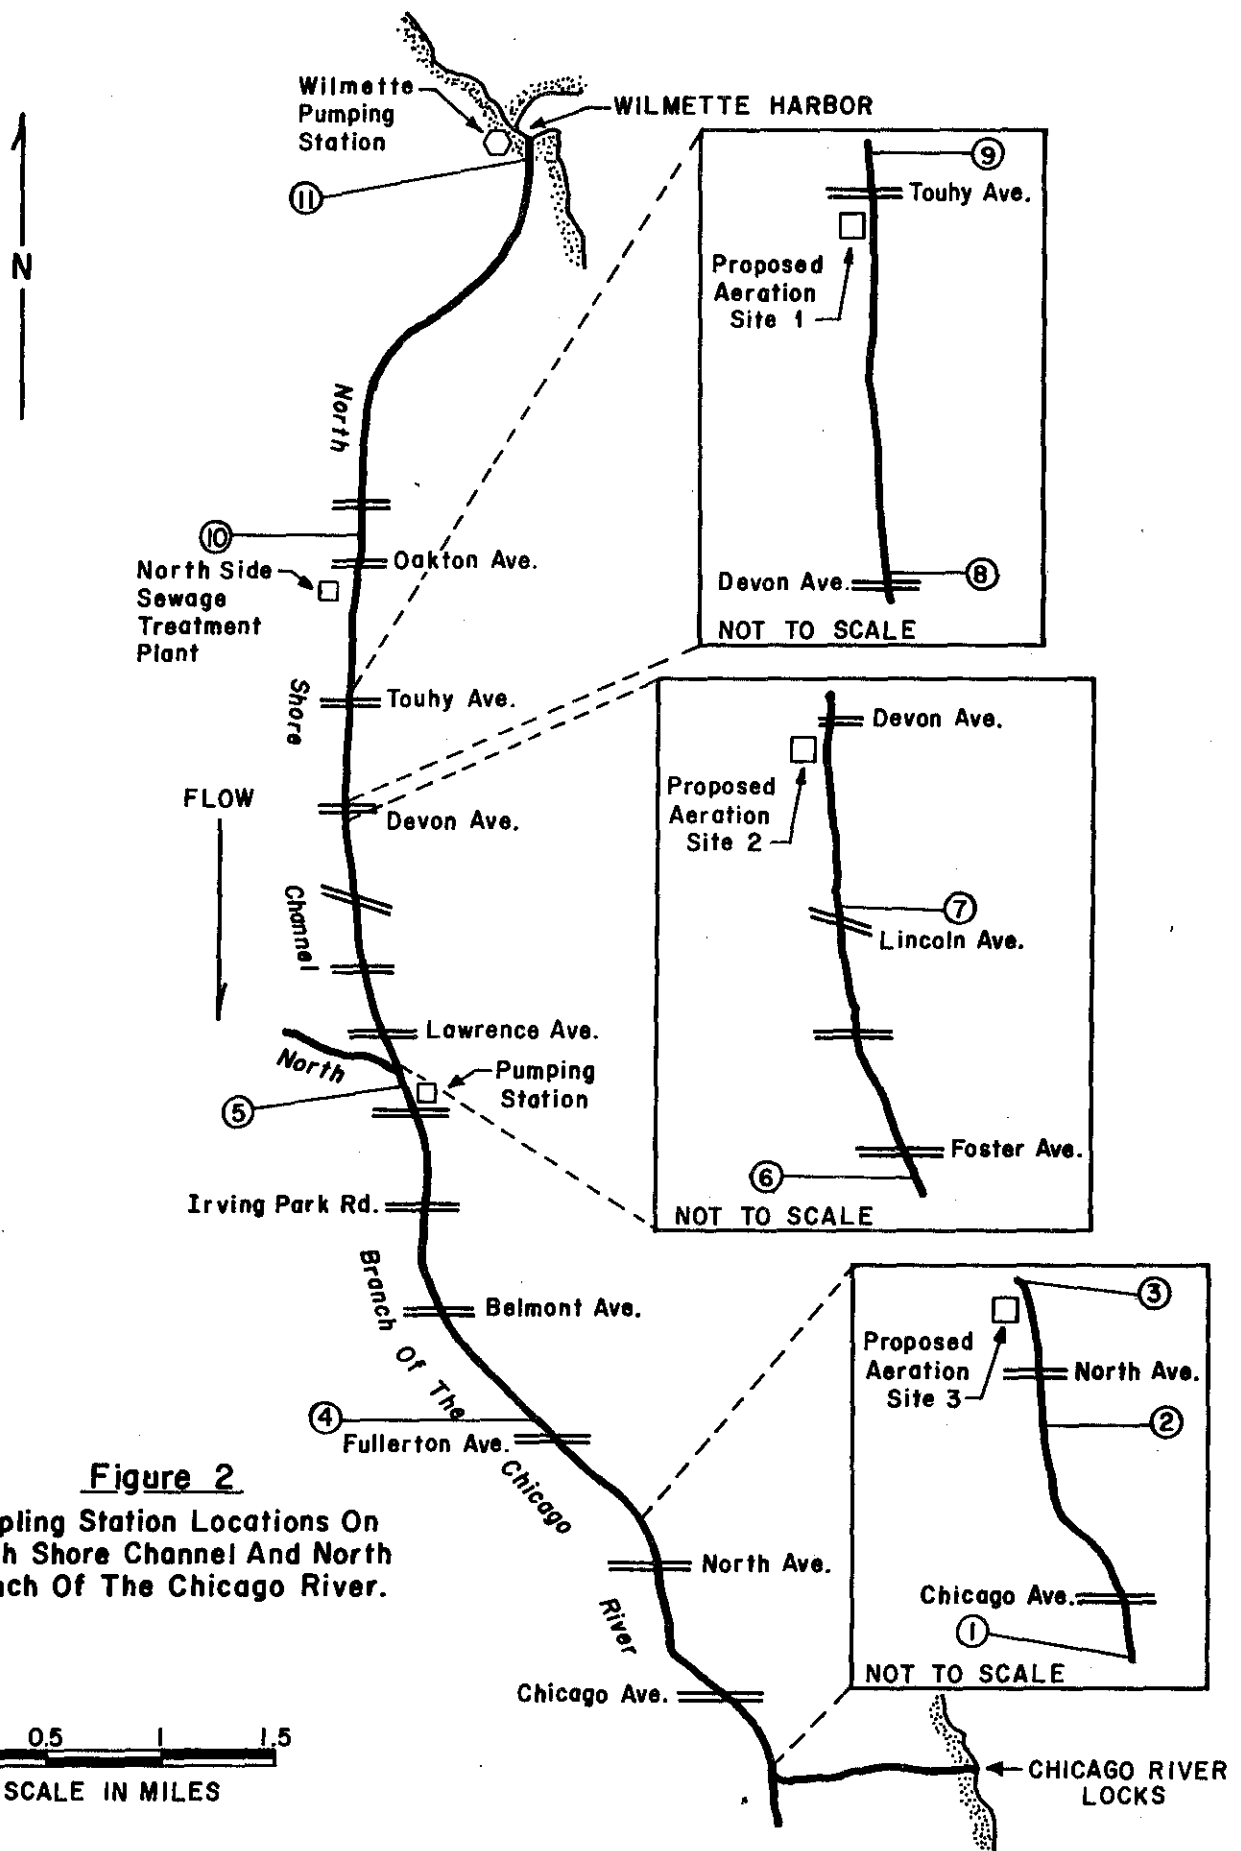 Wilmette
Pumping
Station
WILMETTE HARBOR
11
N
North
10
Oakton Ave.
North Side
Sewage
Treatment
Plant
Shore
Touhy Ave.
FLOW
Devon Ave.
Channel
Lawrence Ave.
North
Pumping
Station
5
Irving Park Rd.
Branch Of The Chicago River
Belmont Ave.
4
Fullerton Ave.
North Ave.
Chicago Ave.
CHICAGO RIVER
LOCKS
9
Touhy Ave.
Proposed
Aeration
Site 1
Devon Ave.
8
NOT TO SCALE
Devon Ave.
Proposed
Aeration
Site 2
7
Lincoln Ave.
Foster Ave.
6
NOT TO SCALE
3
Proposed
Aeration
Site 3
North Ave.
2
Chicago Ave.
1
NOT TO SCALE
Figure 2
pling Station Locations On
h Shore Channel And North
ch Of The Chicago River.
0.5 1 1.5
SCALE IN MILES